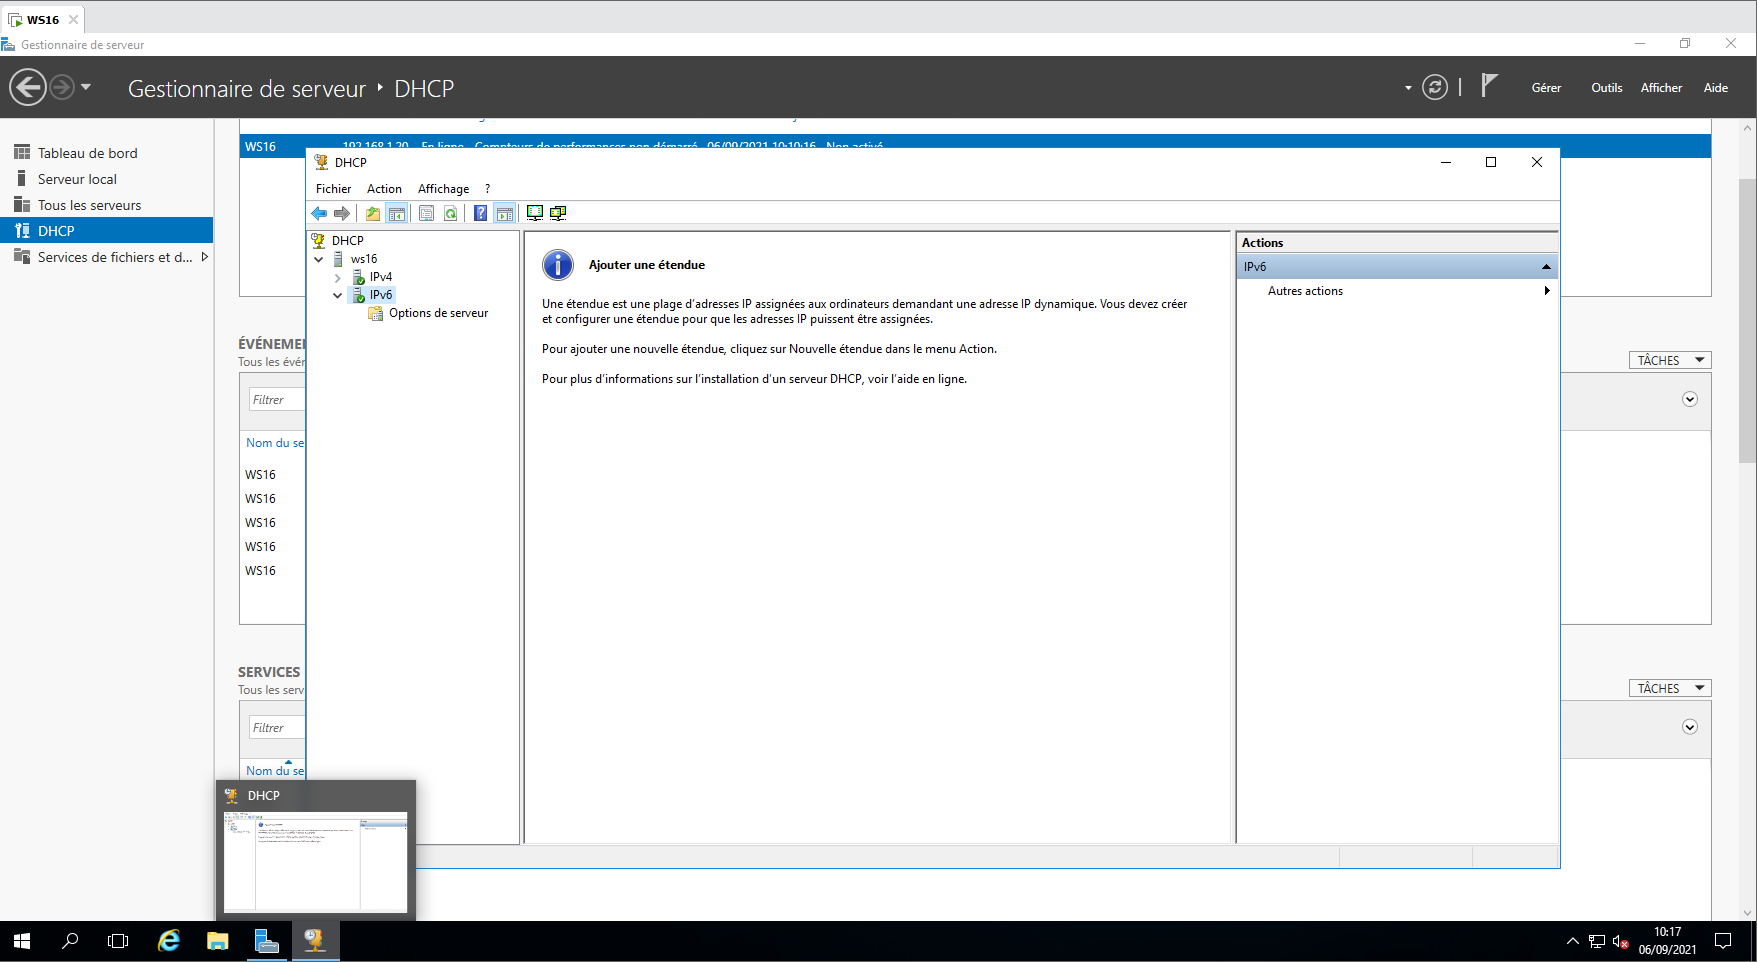 WS16
Gestionnaire de serveur
Gestionnaire de serveur DHCP
Gérer Outils Afficher Aide
Tableau de bord
Serveur local
Tous les serveurs
DHCP
Services de fichiers et d...
WS16 192.168.1.20 En ligne - Compteurs de performances non démarré 06/09/2021 10:10:16 Non activé
DHCP
Fichier Action Affichage ?
DHCP
ws16
IPv4
IPv6
Options de serveur
Ajouter une étendue
Une étendue est une plage d'adresses IP assignées aux ordinateurs demandant une adresse IP dynamique. Vous devez créer
et configurer une étendue pour que les adresses IP puissent être assignées.
Pour ajouter une nouvelle étendue, cliquez sur Nouvelle étendue dans le menu Action.
Pour plus d'informations sur l'installation d'un serveur DHCP, voir l'aide en ligne.
Actions
IPv6
Autres actions
ÉVÉNEME
Tous les évér
TÂCHES
Filtrer
Nom du se
WS16
WS16
WS16
WS16
WS16
SERVICES
Tous les serv
TÂCHES
Filtrer
Nom du se
DHCP
10:17
06/09/2021